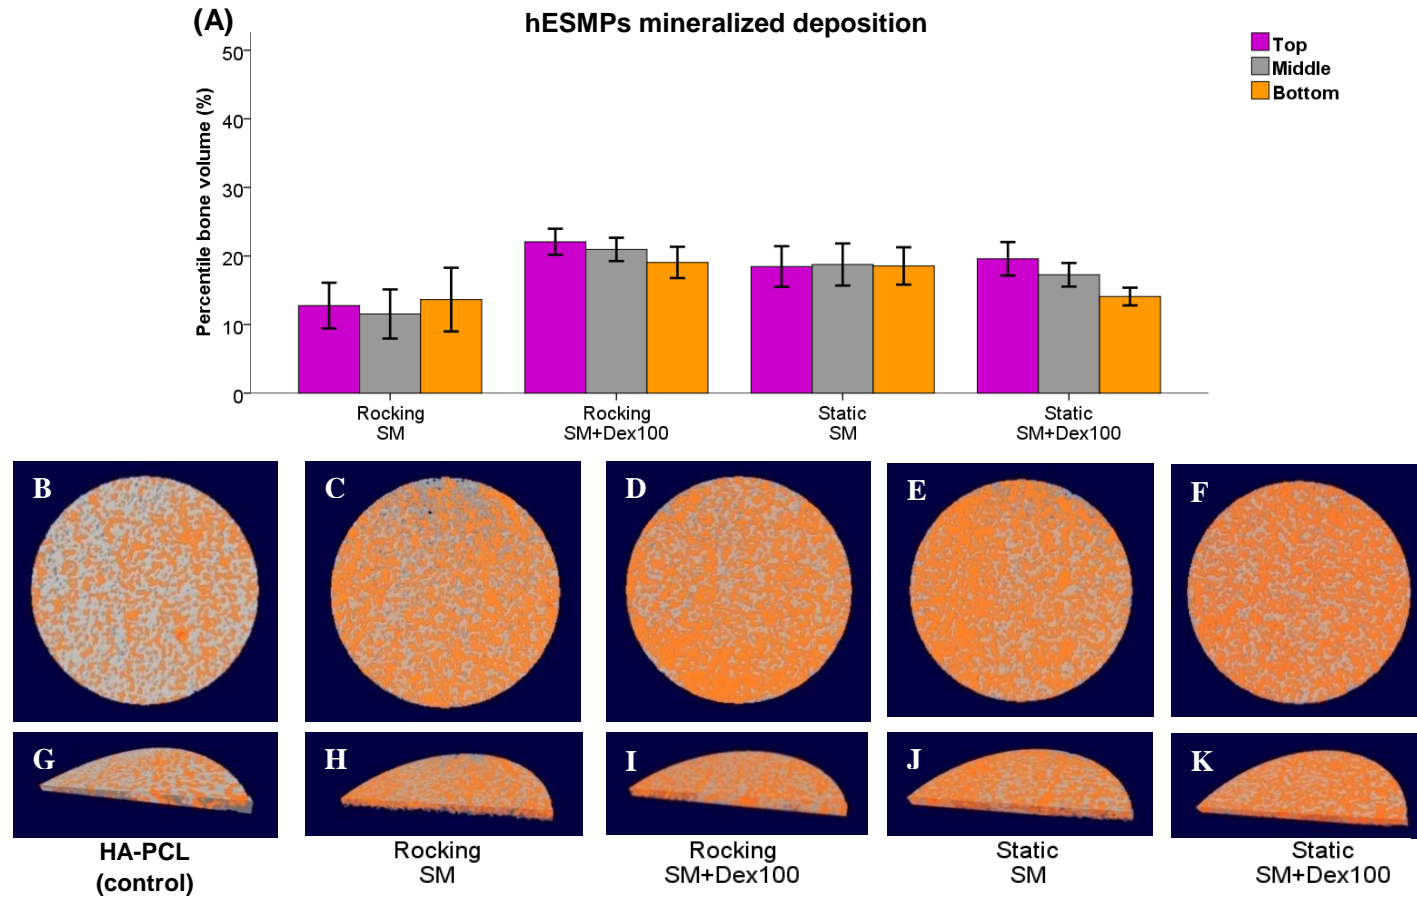 (A)
hESMPs mineralized deposition
Top
Middle
Bottom
Percentile bone volume (%)
50
40
30
20
10
0
Rocking
SM
Rocking
SM+Dex100
Static
SM
Static
SM+Dex100
B
C
D
E
F
G
H
I
J
K
HA-PCL
(control)
Rocking
SM
Rocking
SM+Dex100
Static
SM
Static
SM+Dex100